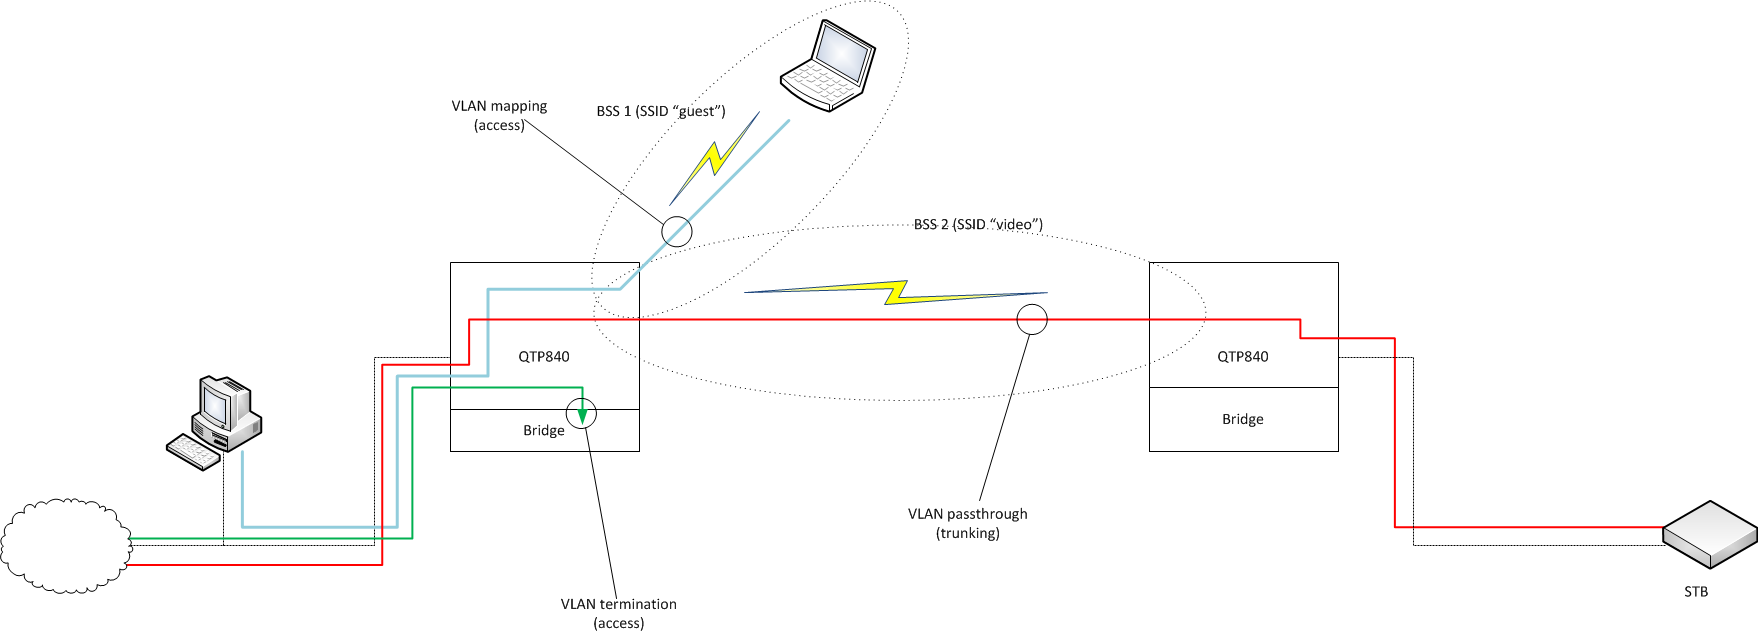 VLAN mapping
(access)
BSS 1 (SSID “guest”)
BSS 2 (SSID “video”)
QTP840
Bridge
QTP840
Bridge
VLAN passthrough
(trunking)
VLAN termination
(access)
STB